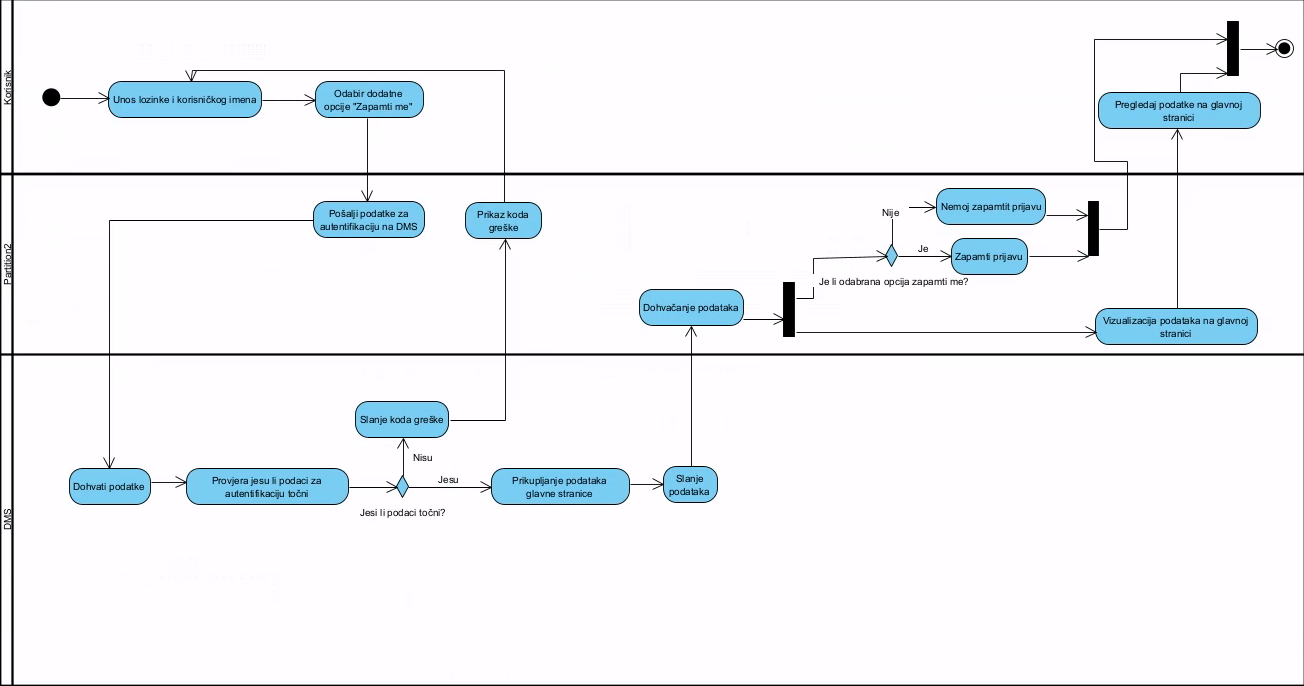 Korisnik
Unos lozinke i korisničkog imena
Odabir dodatne
opcije "Zapamti me"
Pregledaj podatke na glavnoj
stranici
Partition2
Pošalji podatke za
autentifikaciju na DMS
Prikaz koda
greške
Nije
Nemoj zapamtit prijavu
Je
Zapamti prijavu
Je li odabrana opcija zapamti me?
Dohvačanje podataka
Vizualizacija podataka na glavnoj
stranici
DMS
Slanje koda greške
Nisu
Dohvati podatke
Provjera jesu li podaci za
autentifikaciju točni
Jesu
Jesi li podaci točni?
Prikupljanje podataka
glavne stranice
Slanje
podataka